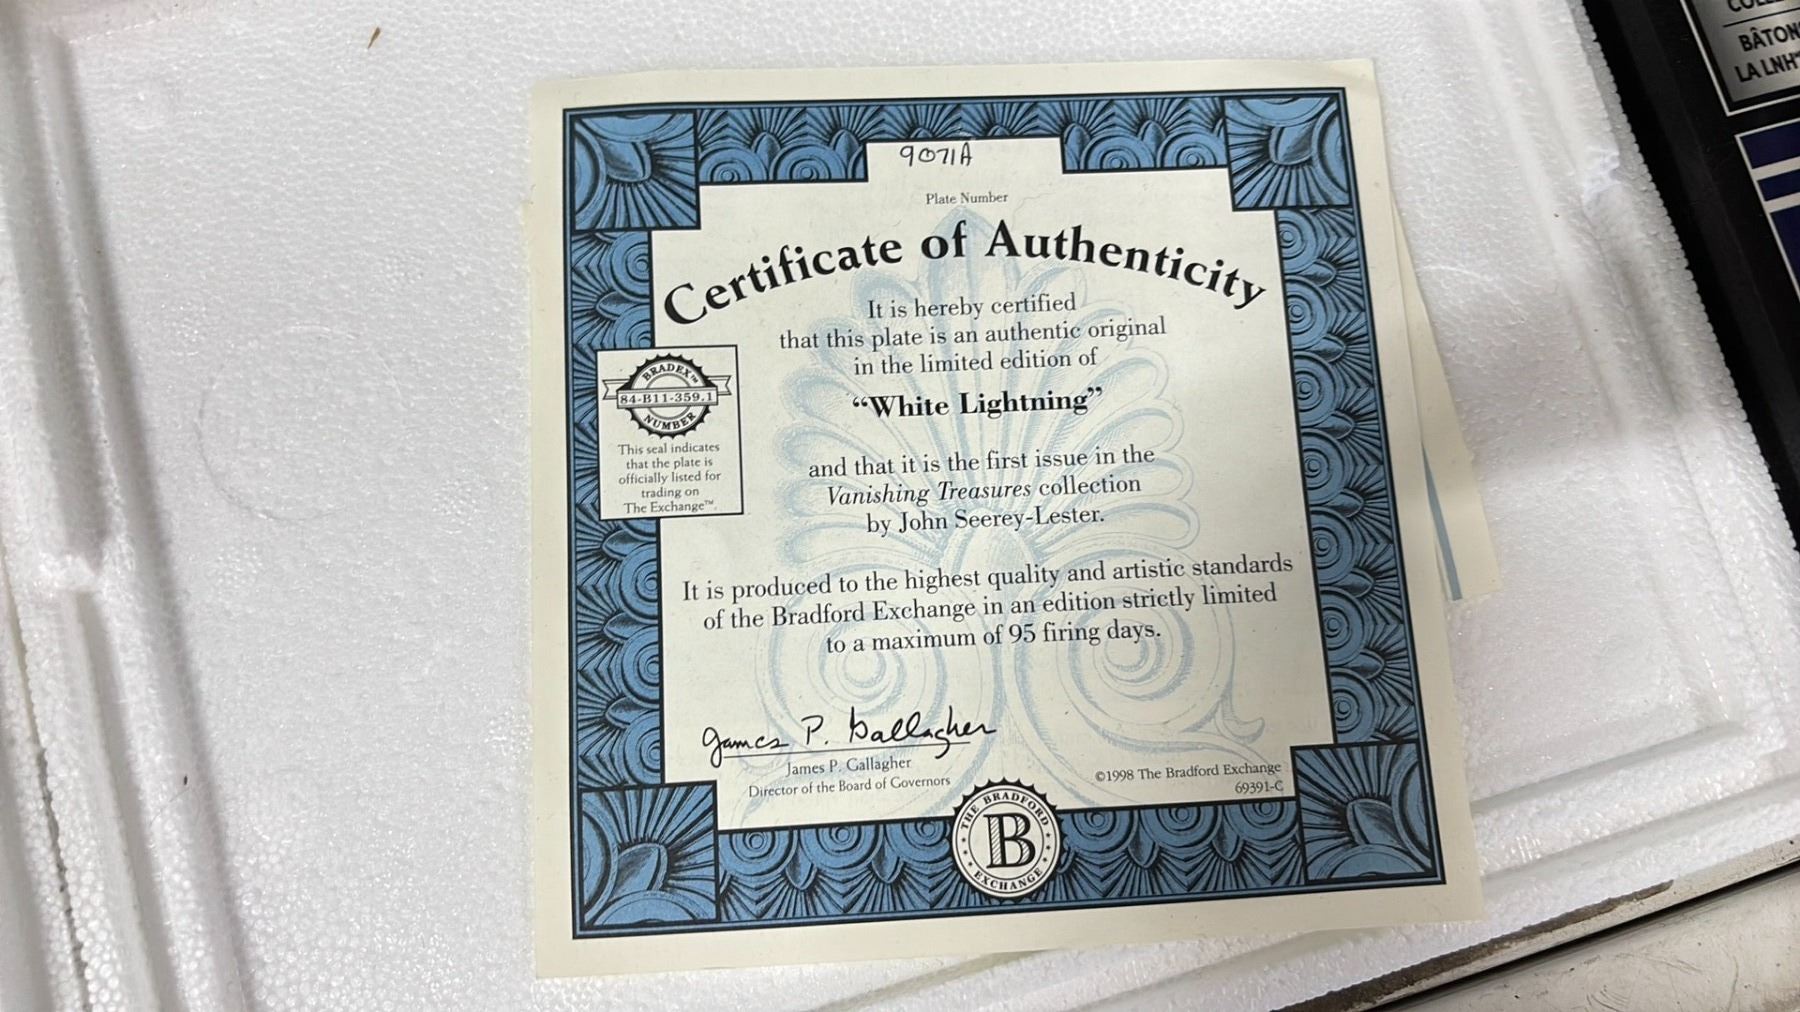 9071A
Plate Number
Certificate of Authenticity
It is hereby certified
that this plate is an authentic original
in the limited edition of
“White Lightning”
and that it is the first issue in the
Vanishing Treasures collection
by John Seerey-Lester.
BRADEX™
84-B11-359.1
NUMBER
This seal indicates
that the plate is
officially listed for
trading on
The Exchange™.
It is produced to the highest quality and artistic standards
of the Bradford Exchange in an edition strictly limited
to a maximum of 95 firing days.
James P. Gallagher
James P. Gallagher
Director of the Board of Governors
©1998 The Bradford Exchange
69391-C
THE BRADFORD
B
EXCHANGE
BÂTON
LA LNH